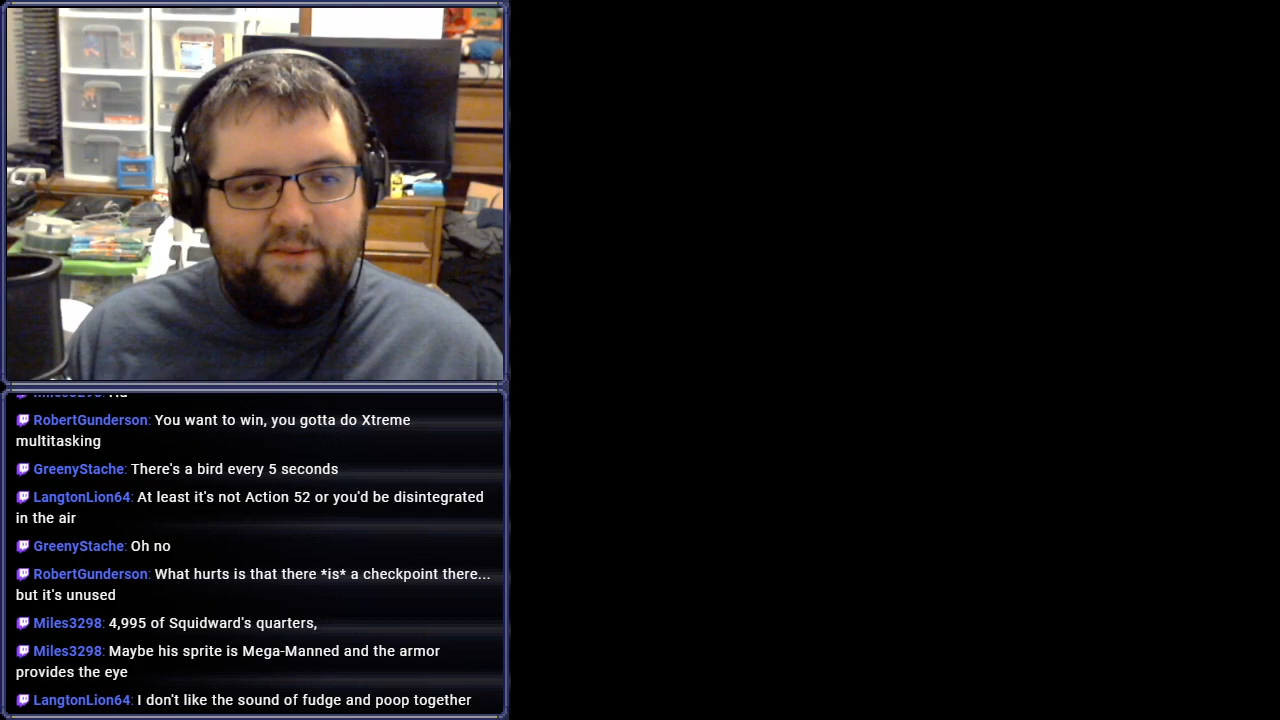 RobertGunderson: You want to win, you gotta do Xtreme
multitasking
GreenyStache: There's a bird every 5 seconds
LangtonLion64: At least it's not Action 52 or you'd be disintegrated
in the air
GreenyStache: Oh no
RobertGunderson: What hurts is that there *is* a checkpoint there...
but it's unused
Miles3298: 4,995 of Squidward's quarters,
Miles3298: Maybe his sprite is Mega-Manned and the armor
provides the eye
LangtonLion64: I don't like the sound of fudge and poop together